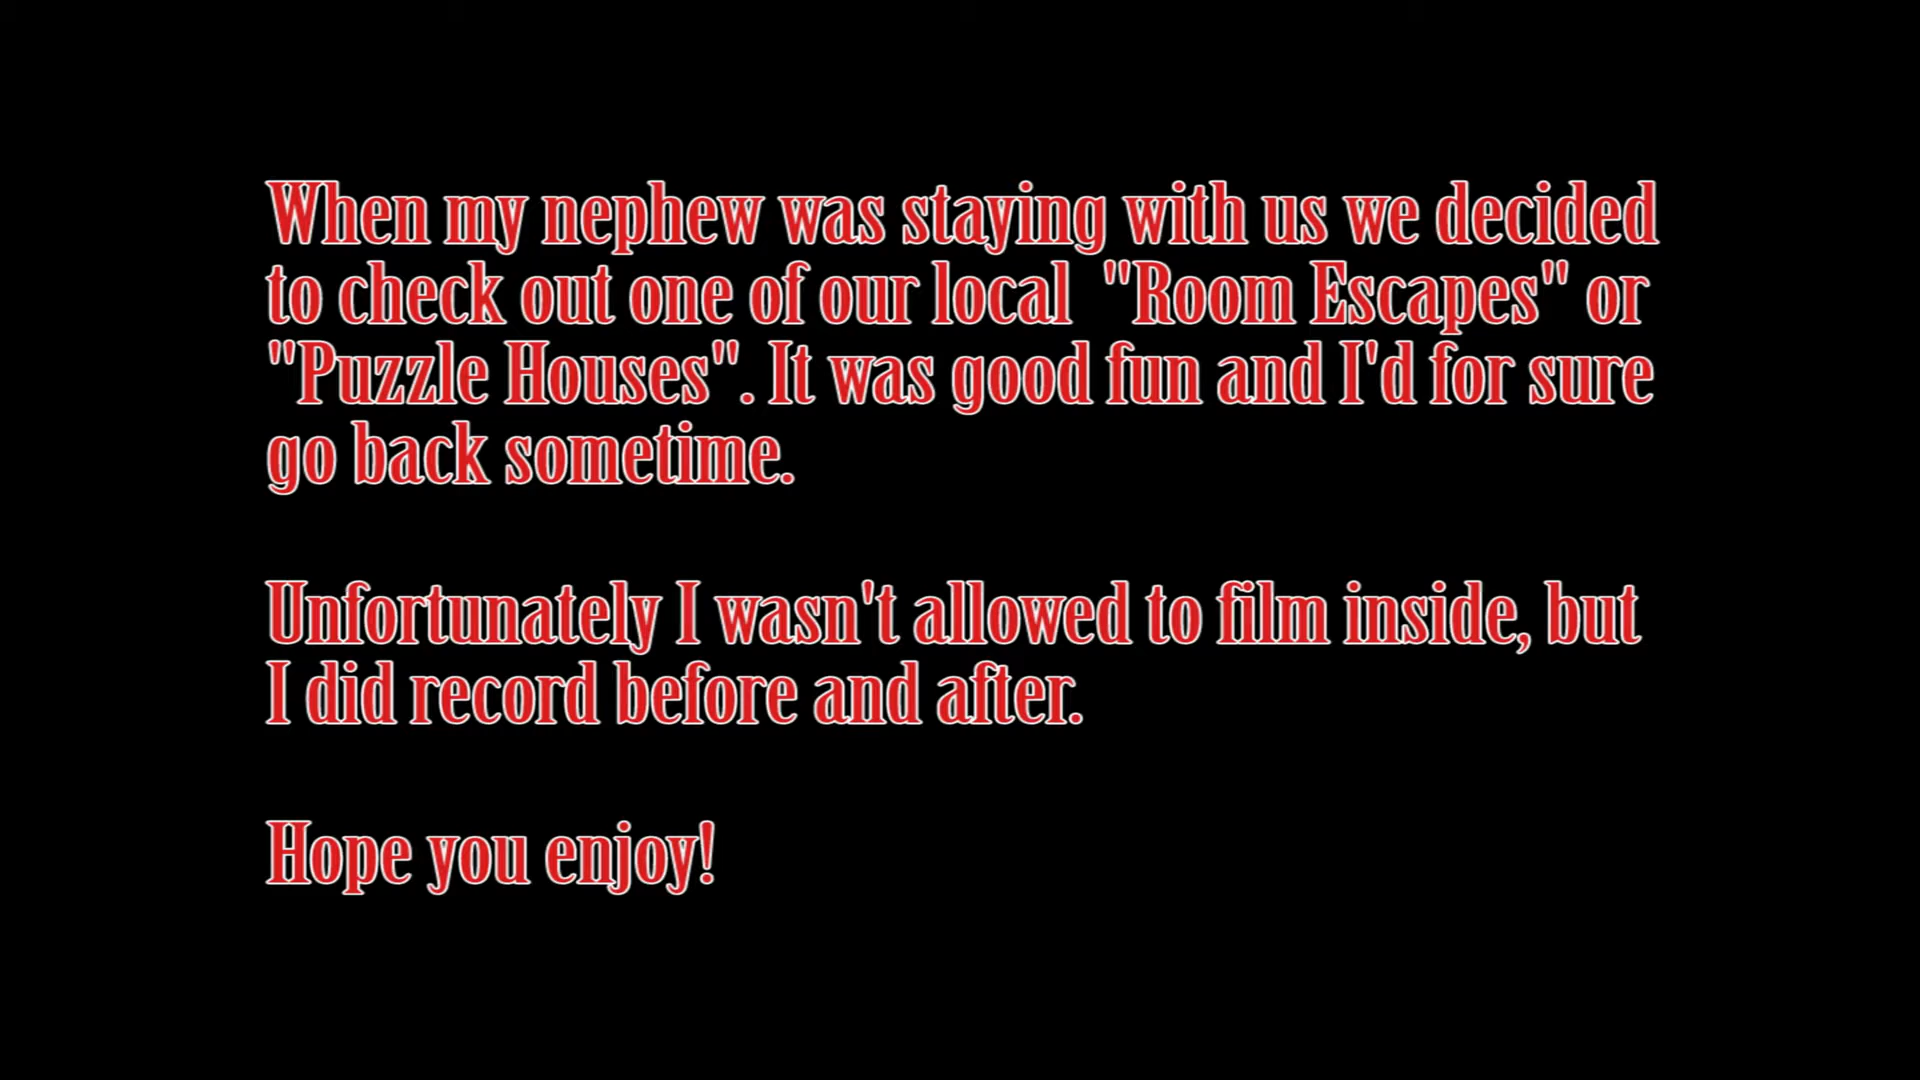 When my nephew was staying with us we decided
to check out one of our local  "Room Escapes" or
"Puzzle Houses". It was good fun and I'd for sure
go back sometime.
Unfortunately I wasn't allowed to film inside, but
I did record before and after.
Hope you enjoy!